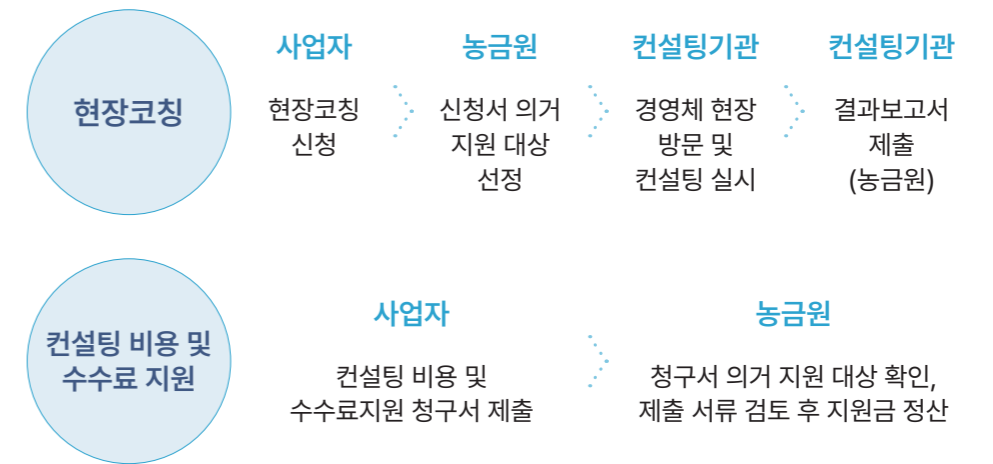 현장코칭
사업자
현장코칭
신청
농금원
신청서 의거
지원 대상
선정
컨설팅기관
경영체 현장
방문 및
컨설팅 실시
컨설팅기관
결과보고서
제출
(농금원)
컨설팅 비용 및
수수료 지원
사업자
컨설팅 비용 및
수수료지원 청구서 제출
농금원
청구서 의거 지원 대상 확인,
제출 서류 검토 후 지원금 정산